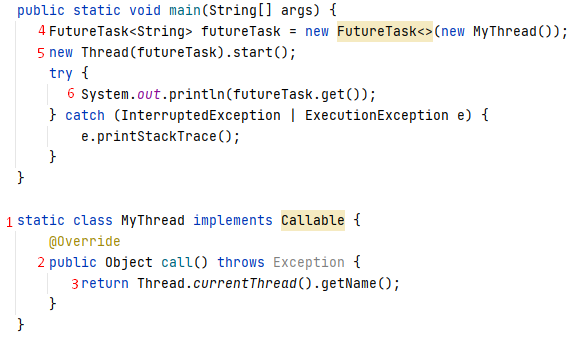 public static void main(String[] args) {
4 FutureTask<String> futureTask = new FutureTask<>(new MyThread());
5 new Thread(futureTask).start();
try {
6 System.out.println(futureTask.get());
} catch (InterruptedException | ExecutionException e) {
e.printStackTrace();
}
}
1 static class MyThread implements Callable {
@Override
2 public Object call() throws Exception {
3 return Thread.currentThread().getName();
}
}